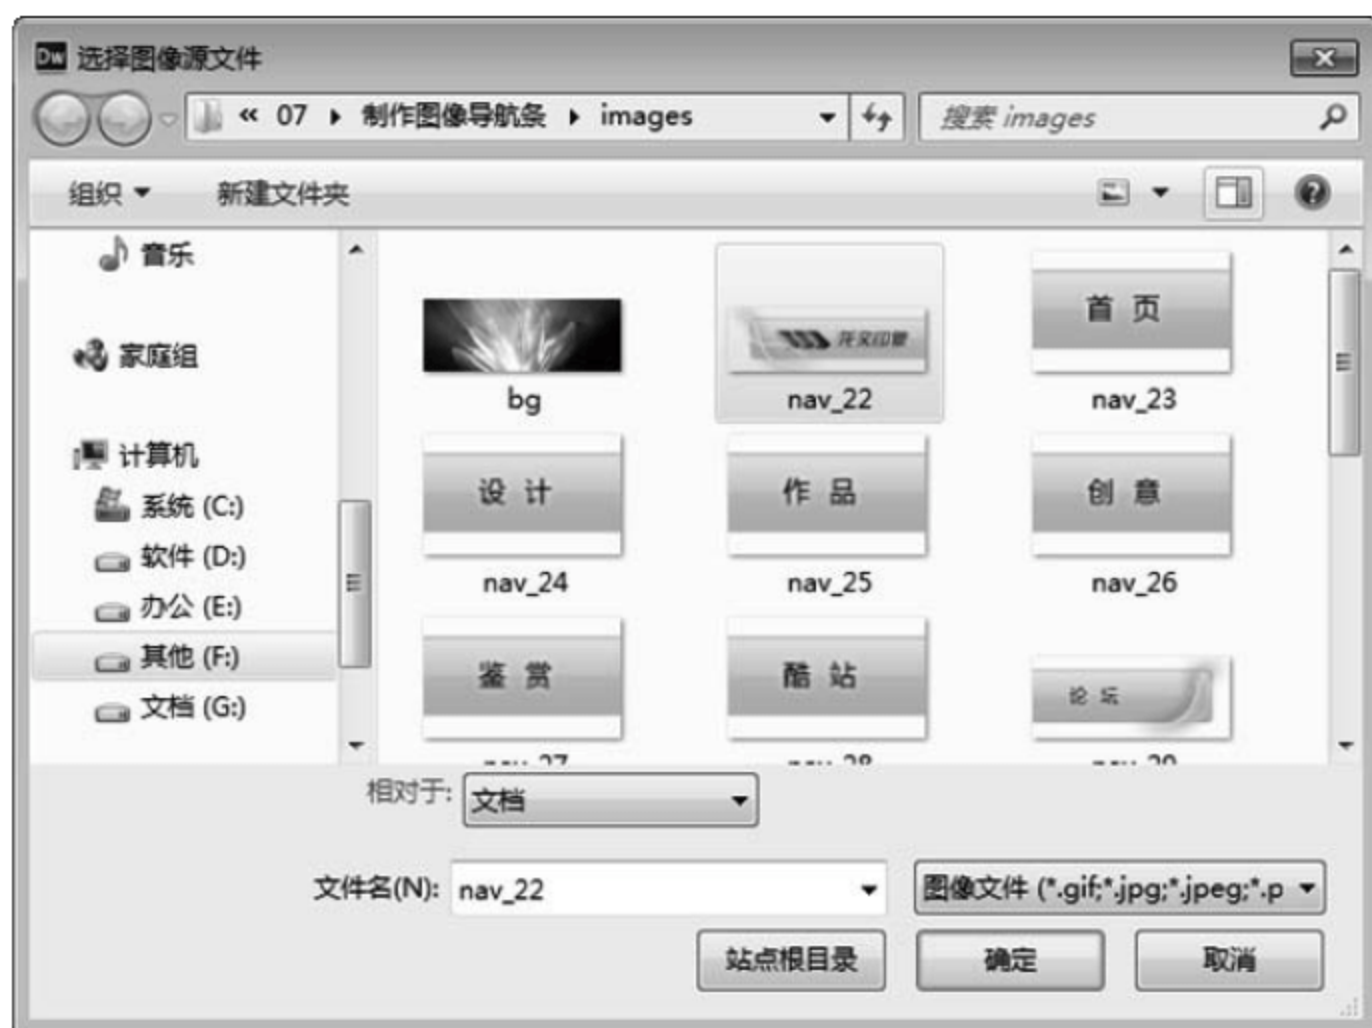 Dw 选择图像源文件
« 07 ▸ 制作图像导航条 ▸ images
搜索 images
组织 新建文件夹
音乐
家庭组
计算机
系统 (C:)
软件 (D:)
办公 (E:)
其他 (F:)
文档 (G:)
首 页
bg nav_22 nav_23
设 计 作 品 创 意
nav_24 nav_25 nav_26
鉴 赏 酷 站 论 坛
相对于: 文档
文件名(N): nav_22 图像文件 (*.gif;*.jpg;*.jpeg;*.p
站点根目录 确定 取消